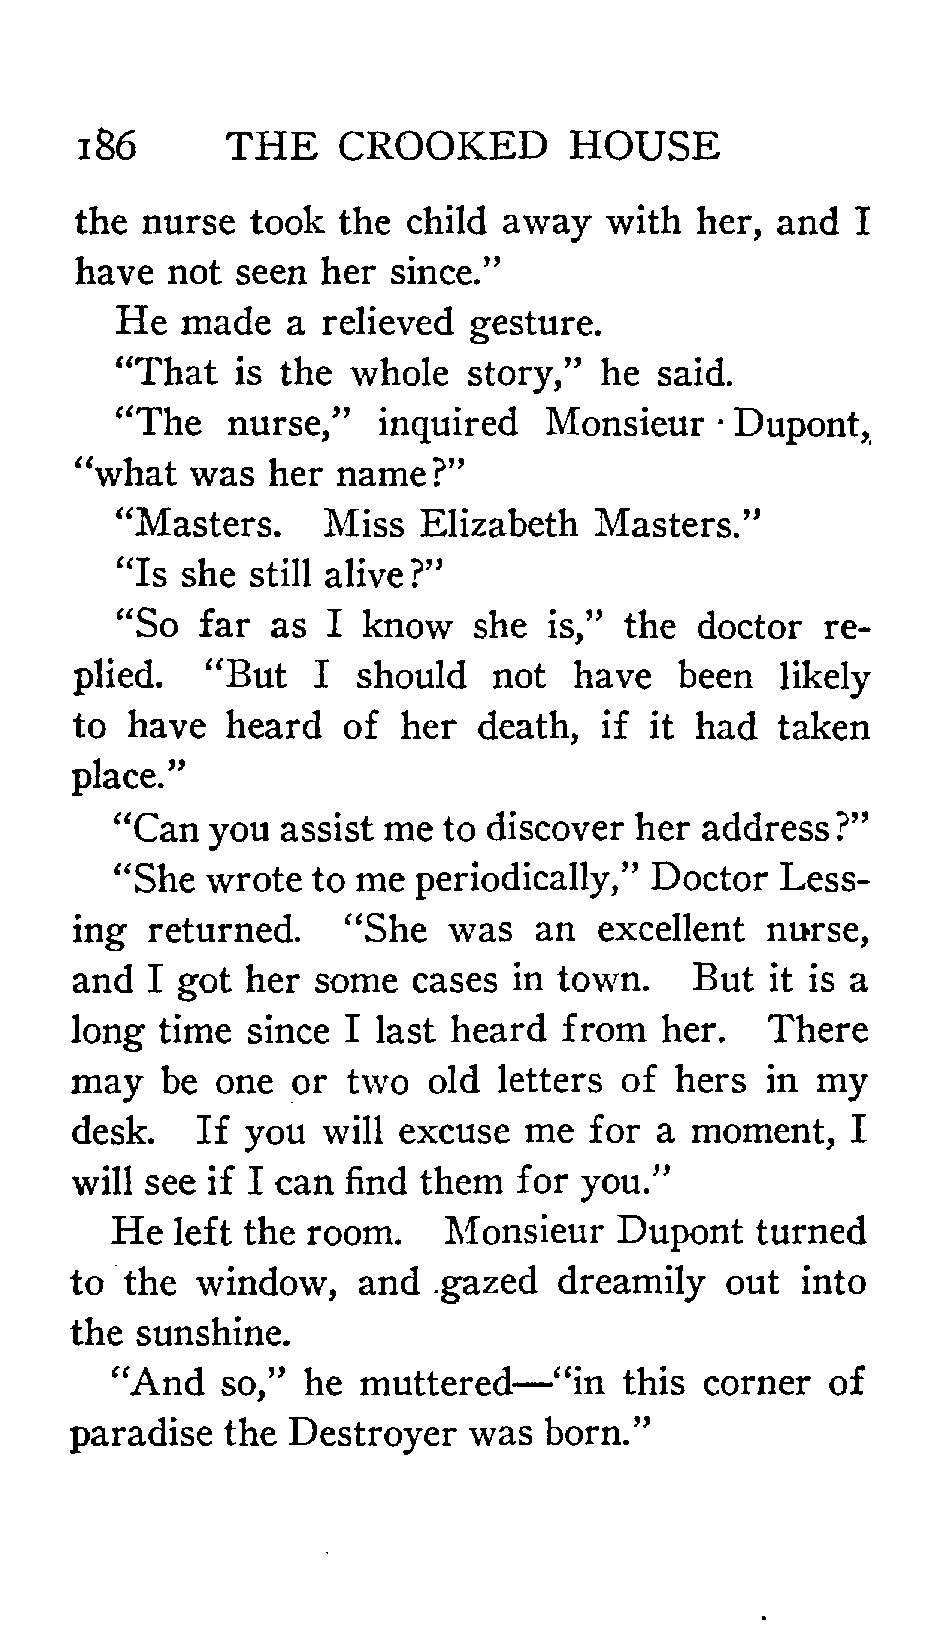 186 THE CROOKED HOUSE
the nurse took the child away with her, and I
have not seen her since."
He made a relieved gesture.
"That is the whole story," he said.
"The nurse," inquired Monsieur Dupont,
"what was her name?"
"Masters. Miss Elizabeth Masters."
"Is she still alive?"
"So far as I know she is," the doctor re-
plied. "But I should not have been likely
to have heard of her death, if it had taken
place."
"Can you assist me to discover her address?"
"She wrote to me periodically," Doctor Less-
ing returned. "She was an excellent nurse,
and I got her some cases in town. But it is a
long time since I last heard from her. There
may be one or two old letters of hers in my
desk. If you will excuse me for a moment, I
will see if I can find them for you."
He left the room. Monsieur Dupont turned
to the window, and gazed dreamily out into
the sunshine.
"And so," he muttered—"in this corner of
paradise the Destroyer was born."